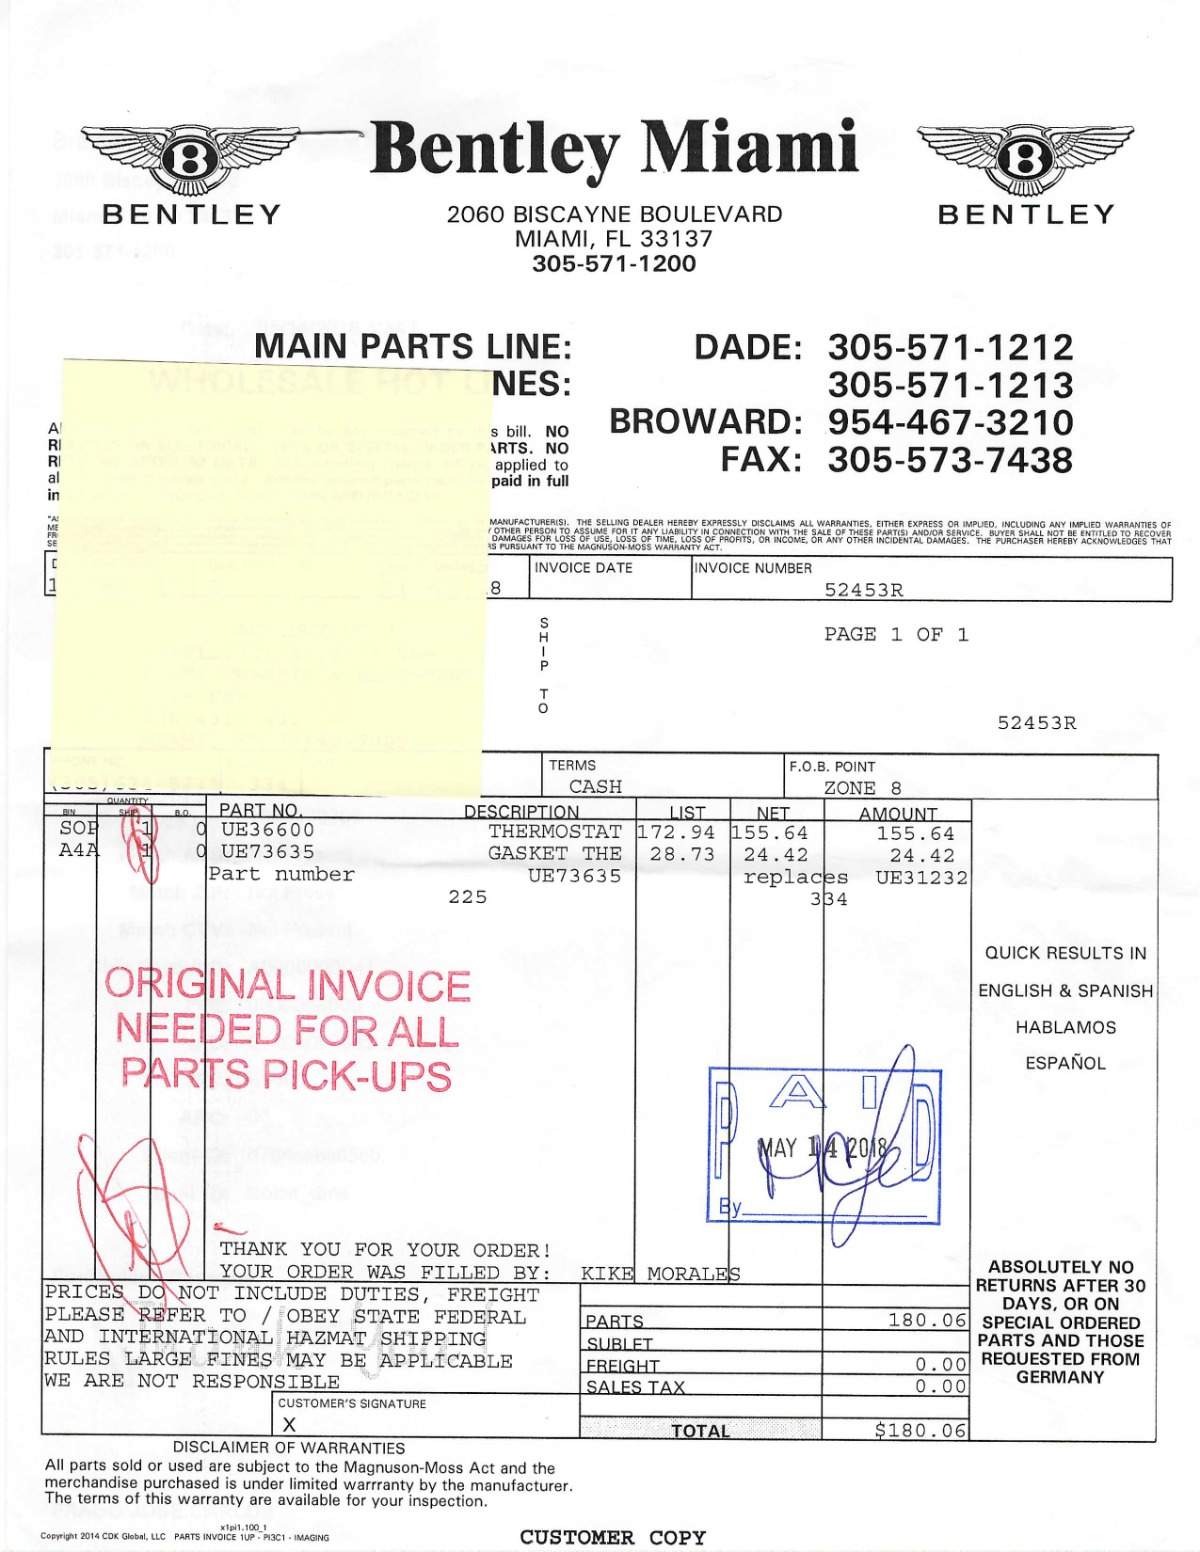 Bentley Miami
BENTLEY
BENTLEY
2060 BISCAYNE BOULEVARD
MIAMI, FL 33137
305-571-1200
MAIN PARTS LINE: DADE: 305-571-1212
NES: 305-571-1213
BROWARD: 954-467-3210
FAX: 305-573-7438
s bill. NO
ARTS. NO
applied to
paid in full
in
MANUFACTURER(S). THE SELLING DEALER HEREBY EXPRESSLY DISCLAIMS ALL WARRANTIES, EITHER EXPRESS OR IMPLIED, INCLUDING ANY IMPLIED WARRANTIES OF
OTHER PERSON TO ASSUME FOR IT ANY LIABILITY IN CONNECTION WITH THE SALE OF THESE PART(S) AND/OR SERVICE. BUYER SHALL NOT BE ENTITLED TO RECOVER
DAMAGES FOR LOSS OF USE, LOSS OF TIME, LOSS OF PROFITS, OR INCOME, OR ANY OTHER INCIDENTAL DAMAGES. THE PURCHASER HEREBY ACKNOWLEDGES THAT
S PURSUANT TO THE MAGNUSON-MOSS WARRANTY ACT.
INVOICE DATE INVOICE NUMBER
8 52453R
SHIP TO
PAGE 1 OF 1
52453R
TERMS F.O.B. POINT
CASH ZONE 8
QUANTITY
BIN SHIP B.O. PART NO. DESCRIPTION LIST NET AMOUNT
SOP 1 0 UE36600 THERMOSTAT 172.94 155.64 155.64
A4A 1 0 UE73635 GASKET THE 28.73 24.42 24.42
Part number UE73635 replaces UE31232
225 334
QUICK RESULTS IN
ENGLISH & SPANISH
HABLAMOS
ESPAÑOL
ORIGINAL INVOICE
NEEDED FOR ALL
PARTS PICK-UPS
PAID
MAY 14 2018
By
THANK YOU FOR YOUR ORDER!
YOUR ORDER WAS FILLED BY: KIKE MORALES
ABSOLUTELY NO
RETURNS AFTER 30
DAYS, OR ON
SPECIAL ORDERED
PARTS AND THOSE
REQUESTED FROM
GERMANY
PRICES DO NOT INCLUDE DUTIES, FREIGHT
PLEASE REFER TO / OBEY STATE FEDERAL
AND INTERNATIONAL HAZMAT SHIPPING
RULES LARGE FINES MAY BE APPLICABLE
WE ARE NOT RESPONSIBLE
PARTS 180.06
SUBLET
FREIGHT 0.00
SALES TAX 0.00
TOTAL $180.06
CUSTOMER'S SIGNATURE
X
DISCLAIMER OF WARRANTIES
All parts sold or used are subject to the Magnuson-Moss Act and the
merchandise purchased is under limited warrranty by the manufacturer.
The terms of this warranty are available for your inspection.
x1pi1.100_1
Copyright 2014 CDK Global, LLC PARTS INVOICE 1UP - PI3C1 - IMAGING
CUSTOMER COPY